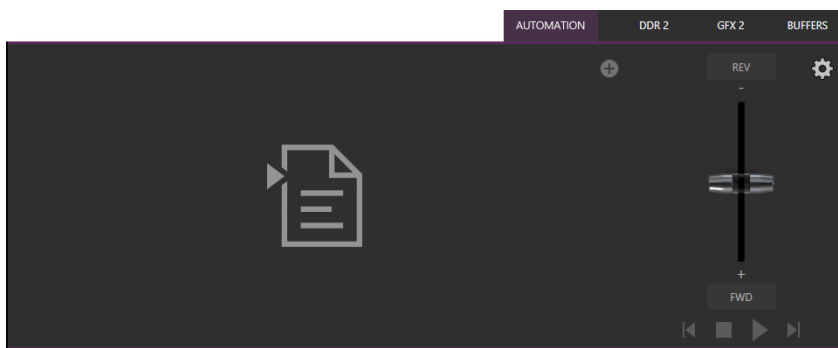 AUTOMATION DDR 2 GFX 2 BUFFERS
REV
-
+
FWD